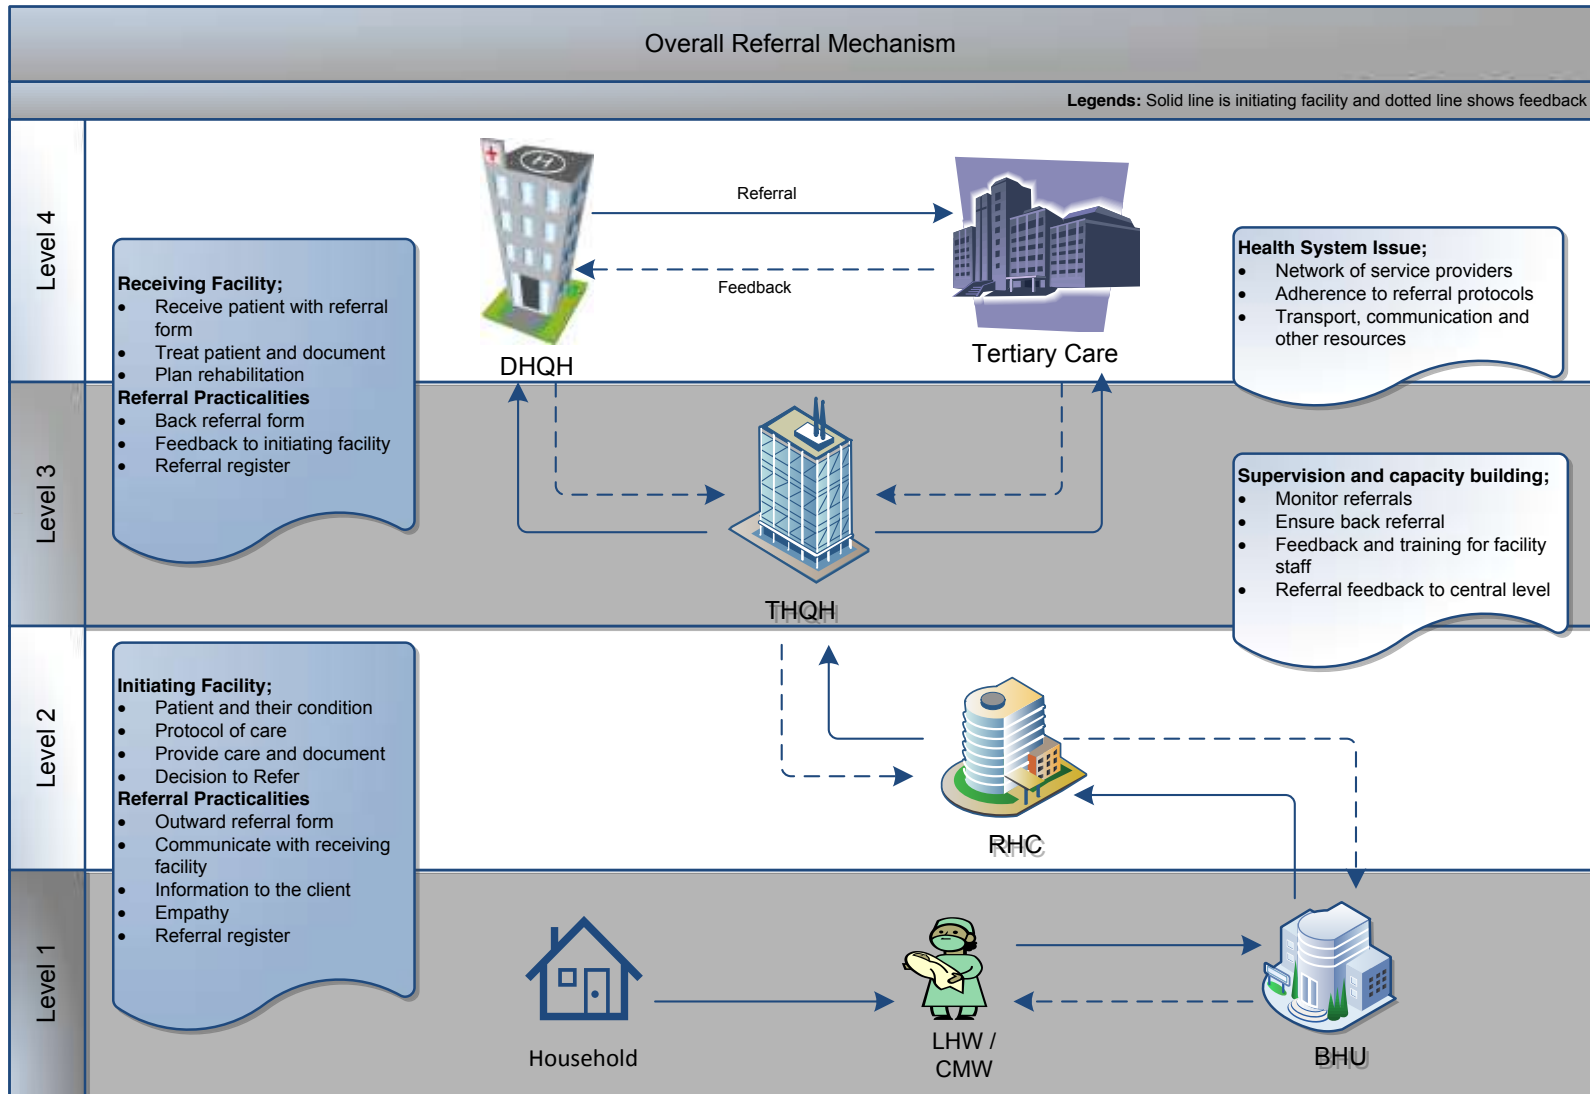 Overall Referral Mechanism
Legends: Solid line is initiating facility and dotted line shows feedback
Level 4
H
Referral
Feedback
DHQH
Tertiary Care
Receiving Facility;
• Receive patient with referral
form
• Treat patient and document
• Plan rehabilitation
Referral Practicalities
• Back referral form
• Feedback to initiating facility
• Referral register
Health System Issue;
• Network of service providers
• Adherence to referral protocols
• Transport, communication and
other resources
Level 3
THQH
Supervision and capacity building;
• Monitor referrals
• Ensure back referral
• Feedback and training for facility
staff
• Referral feedback to central level
Level 2
Initiating Facility;
• Patient and their condition
• Protocol of care
• Provide care and document
• Decision to Refer
Referral Practicalities
• Outward referral form
• Communicate with receiving
facility
• Information to the client
• Empathy
• Referral register
RHC
Level 1
Household
LHW /
CMW
BHU